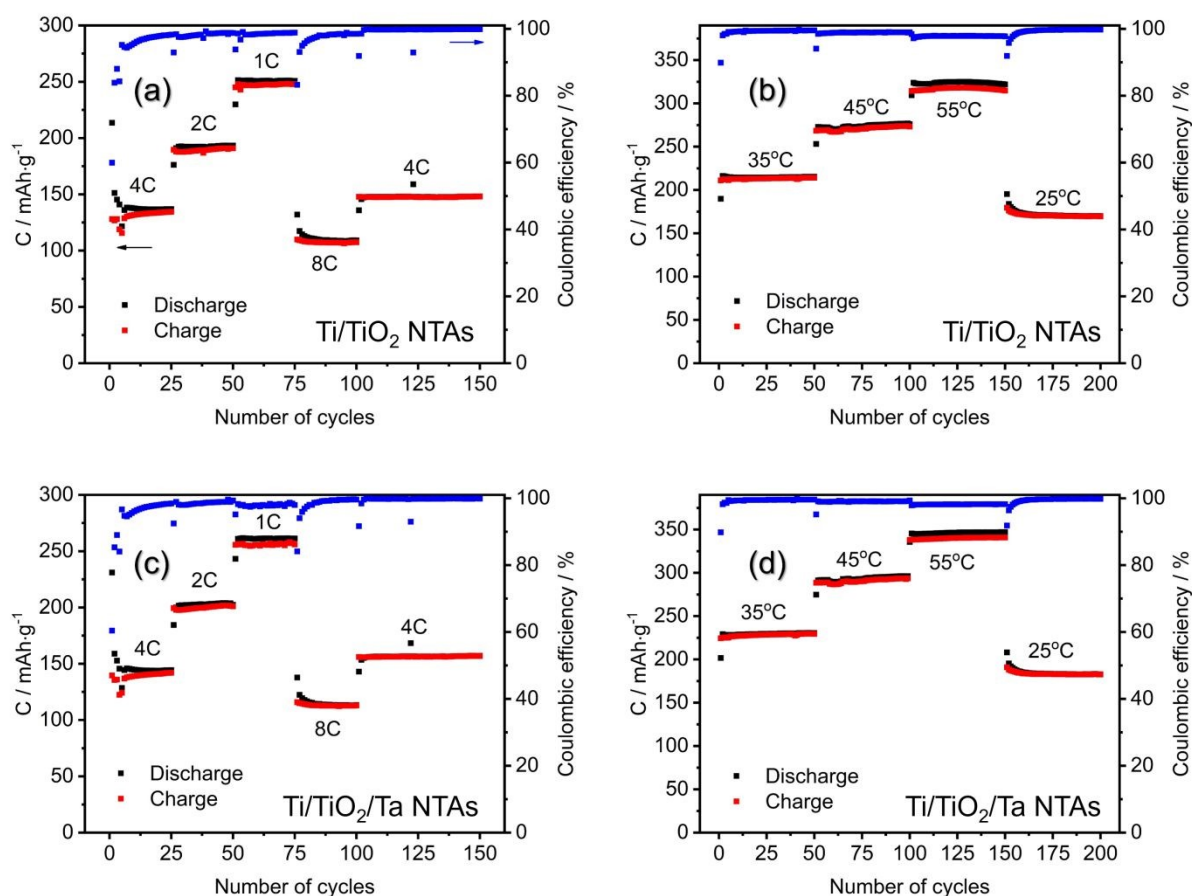 300
250
200
150
100
50
0
C / mAh·g⁻¹
(a)
4C
2C
1C
8C
4C
Discharge
Charge
Ti/TiO₂ NTAs
100
80
60
40
20
0
Coulombic efficiency / %
0 25 50 75 100 125 150
Number of cycles
350
300
250
200
150
100
50
0
C / mAh·g⁻¹
(b)
35°C
45°C
55°C
25°C
Discharge
Charge
Ti/TiO₂ NTAs
100
80
60
40
20
0
Coulombic efficiency / %
0 25 50 75 100 125 150 175 200
Number of cycles
300
250
200
150
100
50
0
C / mAh·g⁻¹
(c)
4C
2C
1C
8C
4C
Discharge
Charge
Ti/TiO₂/Ta NTAs
100
80
60
40
20
0
Coulombic efficiency / %
0 25 50 75 100 125 150
Number of cycles
350
300
250
200
150
100
50
0
C / mAh·g⁻¹
(d)
35°C
45°C
55°C
25°C
Discharge
Charge
Ti/TiO₂/Ta NTAs
100
80
60
40
20
0
Coulombic efficiency / %
0 25 50 75 100 125 150 175 200
Number of cycles